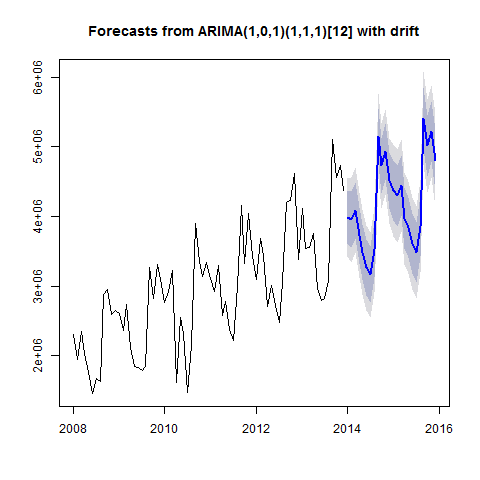 Forecasts from ARIMA(1,0,1)(1,1,1)[12] with drift
6e+06
5e+06
4e+06
3e+06
2e+06
2008 2010 2012 2014 2016